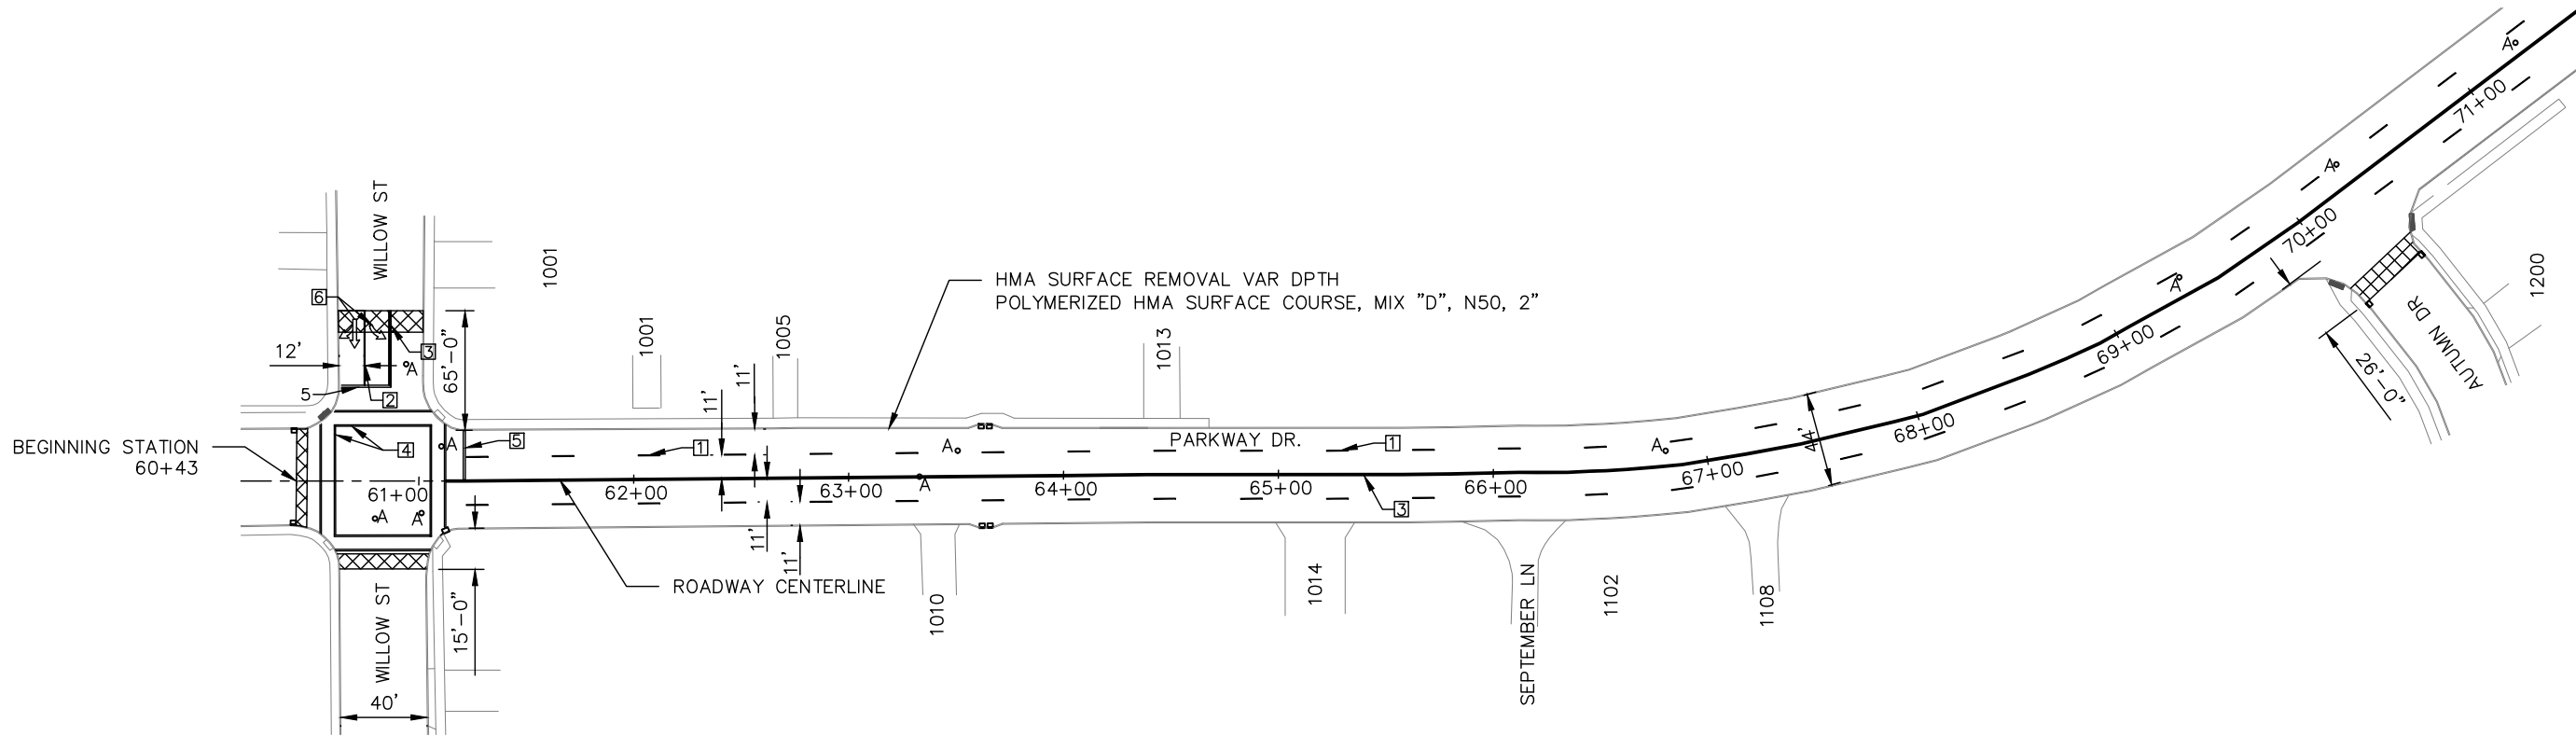 WILLOW ST
1001
HMA SURFACE REMOVAL VAR DPTH
POLYMERIZED HMA SURFACE COURSE, MIX "D", N50, 2"
6
12'
3
A
65'-0"
5
2
1001
1005
1013
11'
11'
BEGINNING STATION
60+43
4
A
5
1
A
PARKWAY DR.
1
A
61+00
A
A
62+00
63+00
A
64+00
65+00
66+00
67+00
68+00
69+00
70+00
71+00
3
44'
A
A
A
11'
11'
ROADWAY CENTERLINE
1010
1014
SEPTEMBER LN
1102
1108
26'-0"
AUTUMN DR
1200
WILLOW ST
15'-0"
40'